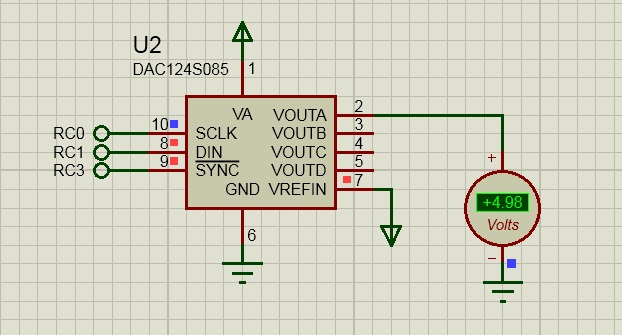 U2
DAC124S085
1
VA
VOUTA
2
VOUTB
3
VOUTC
4
VOUTD
5
VREFIN
7
RC0
10
SCLK
RC1
8
DIN
RC3
9
SYNC
GND
6
+
+4.98
Volts
−